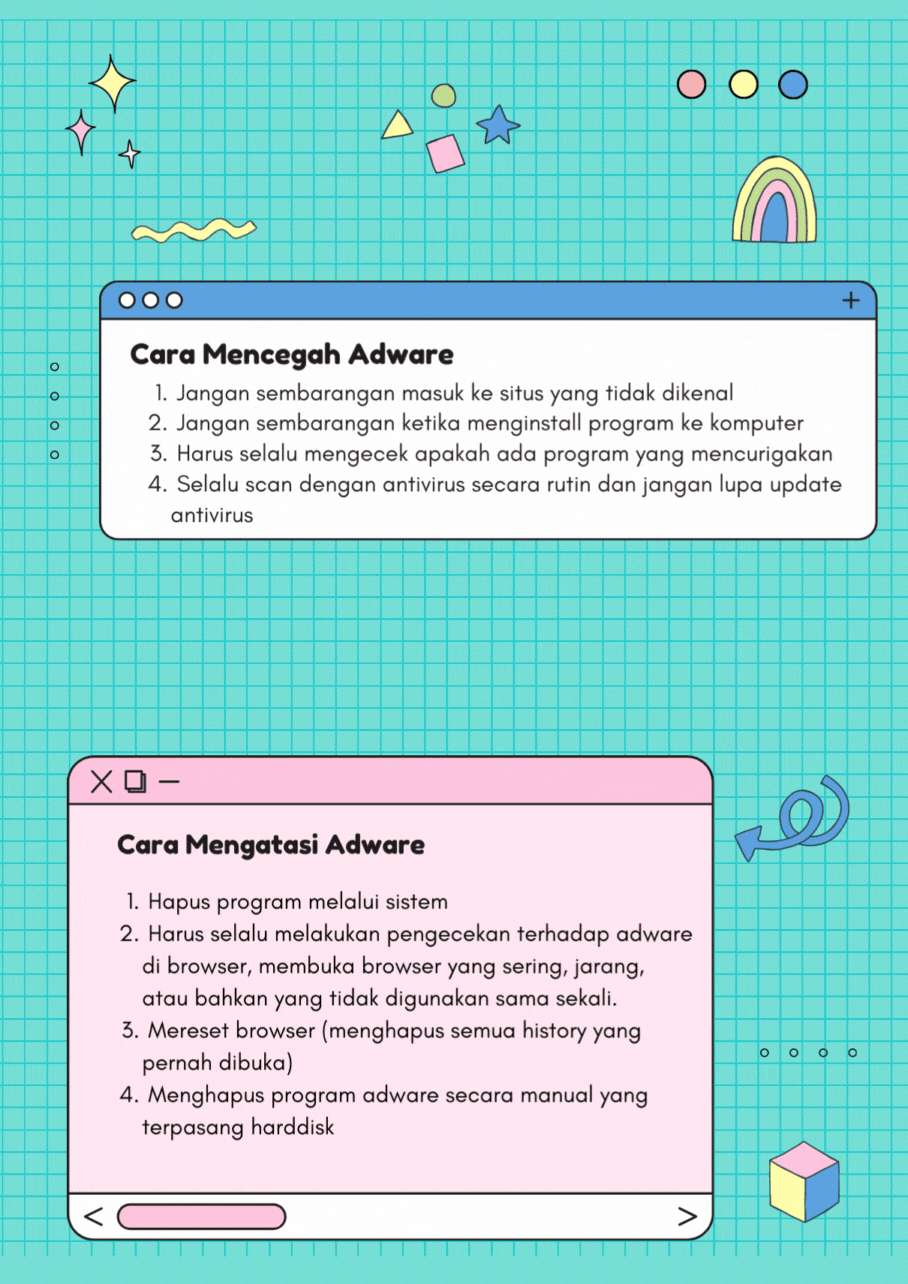 Cara Mencegah Adware
1. Jangan sembarangan masuk ke situs yang tidak dikenal
2. Jangan sembarangan ketika menginstall program ke komputer
3. Harus selalu mengecek apakah ada program yang mencurigakan
4. Selalu scan dengan antivirus secara rutin dan jangan lupa update
antivirus
Cara Mengatasi Adware
1. Hapus program melalui sistem
2. Harus selalu melakukan pengecekan terhadap adware
di browser, membuka browser yang sering, jarang,
atau bahkan yang tidak digunakan sama sekali.
3. Mereset browser (menghapus semua history yang
pernah dibuka)
4. Menghapus program adware secara manual yang
terpasang harddisk